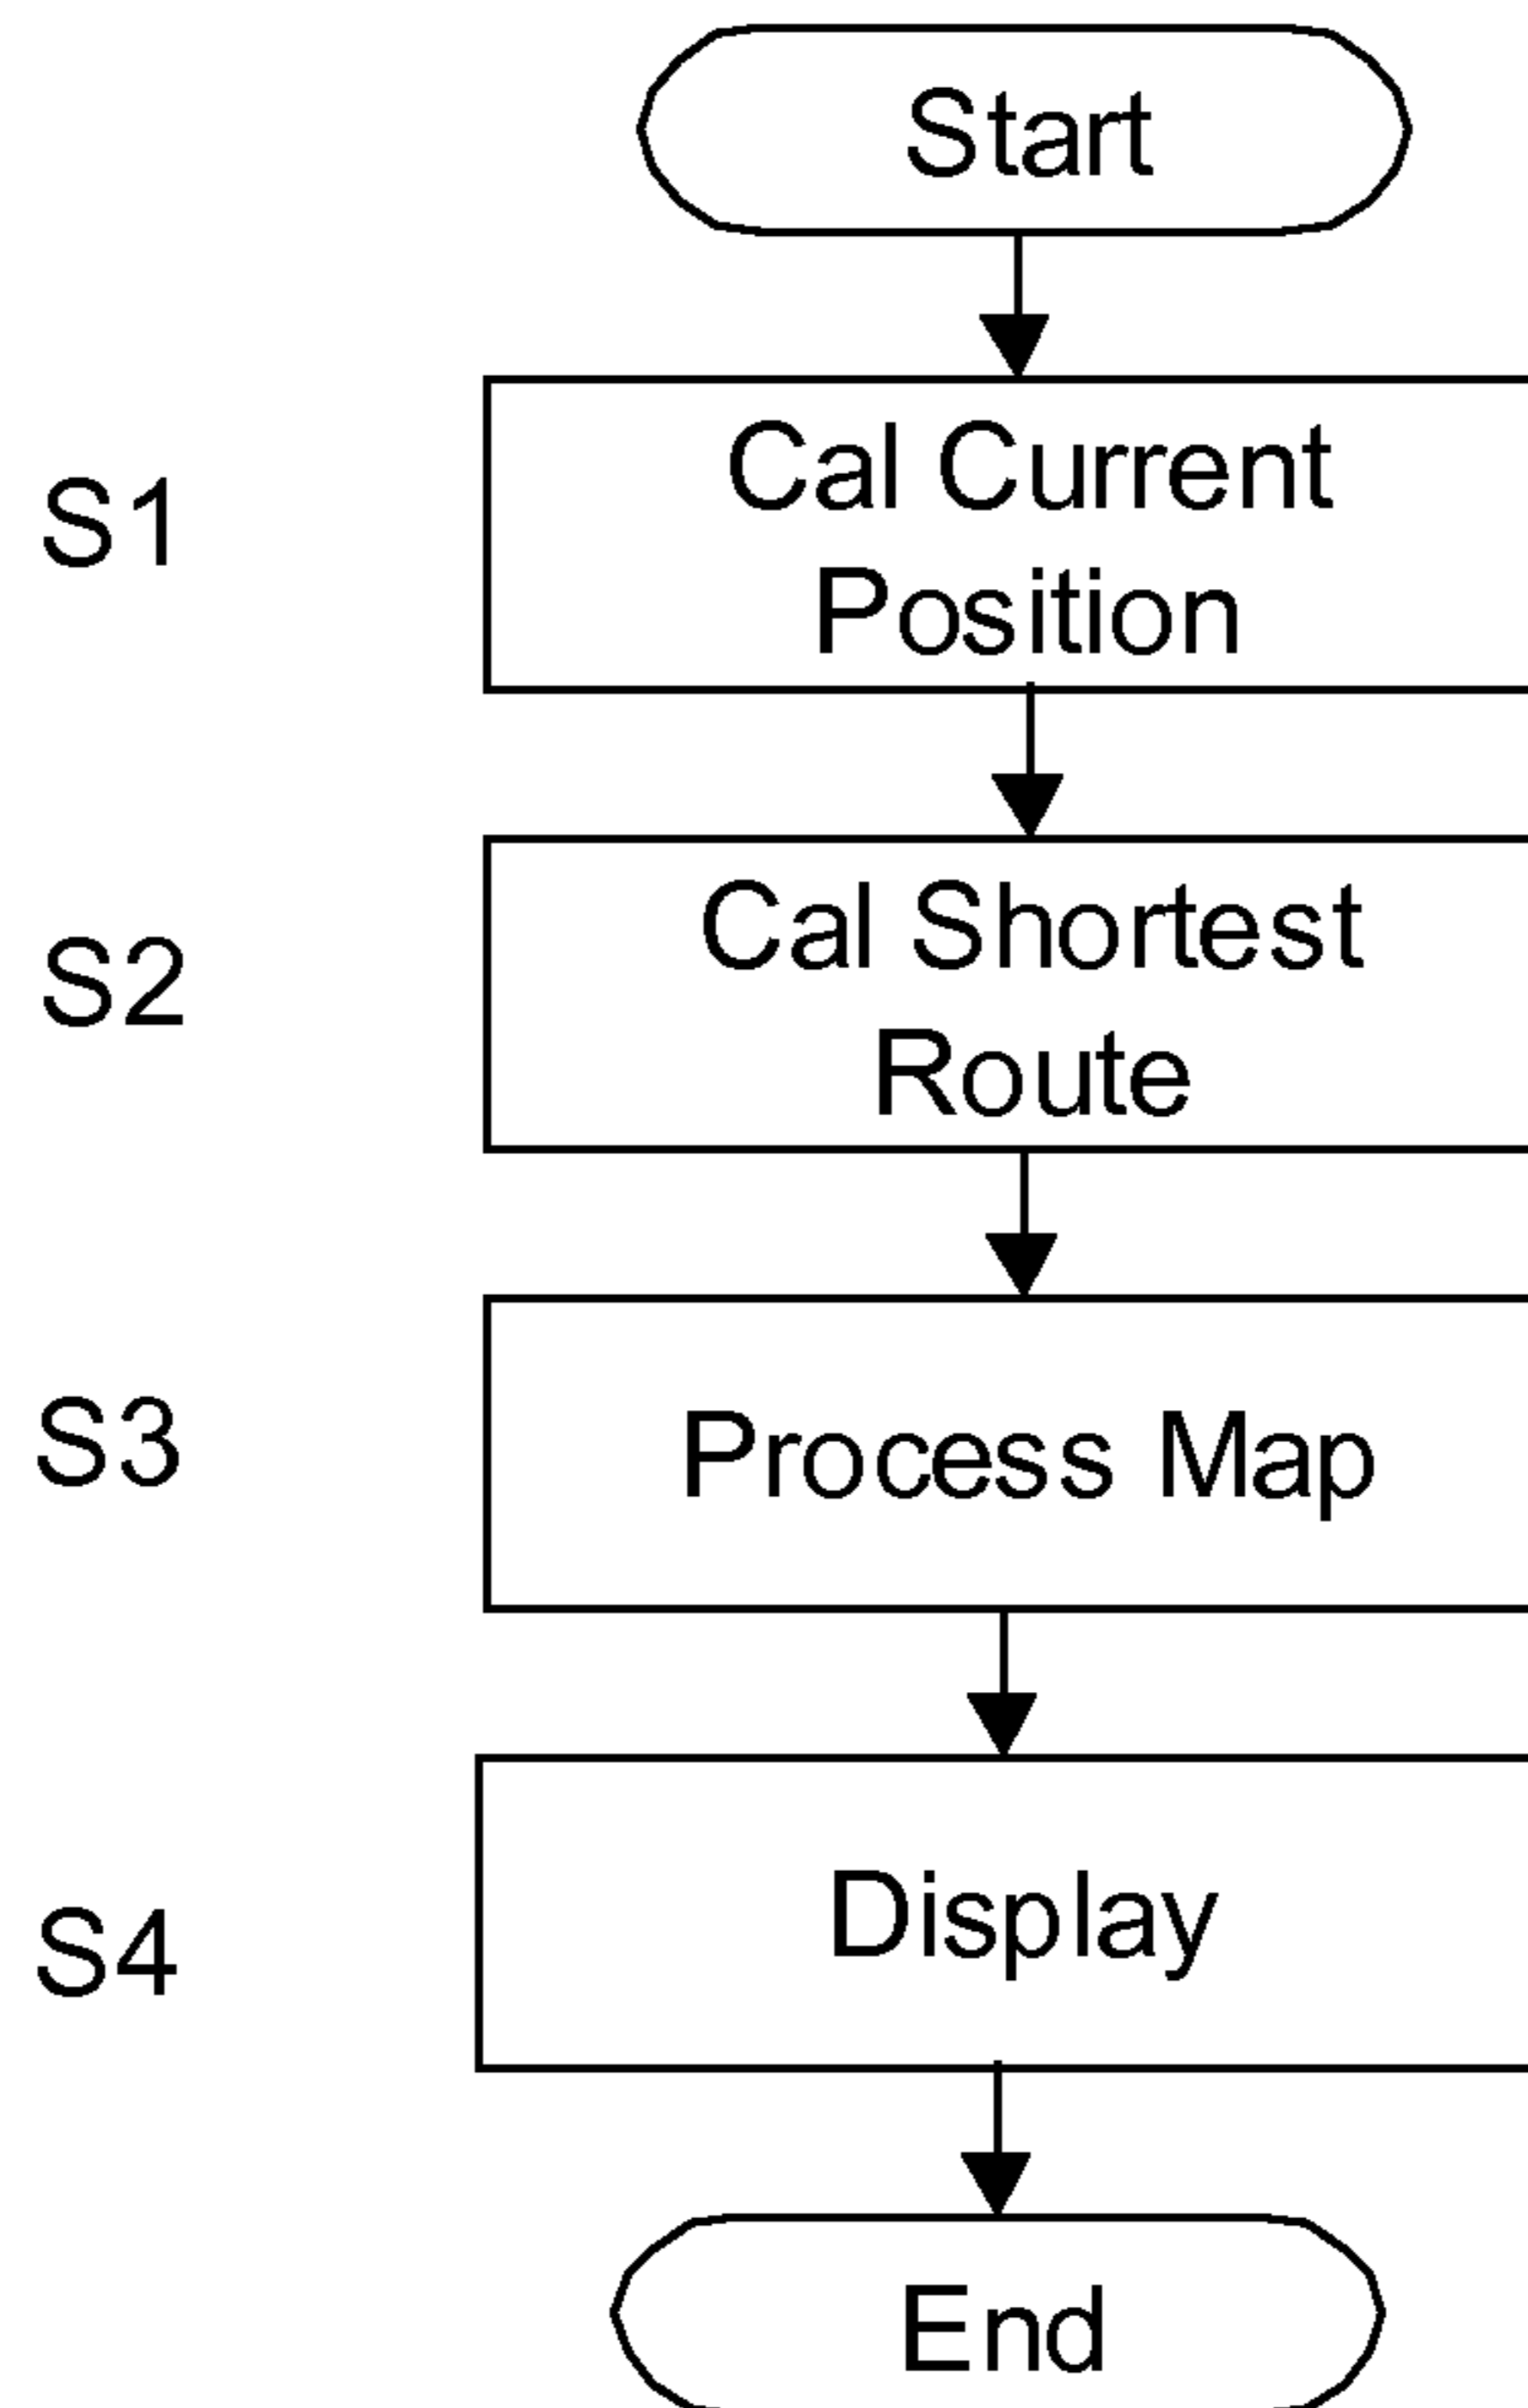 Start
S1
Cal Current
Position
S2
Cal Shortest
Route
S3
Process Map
S4
Display
End